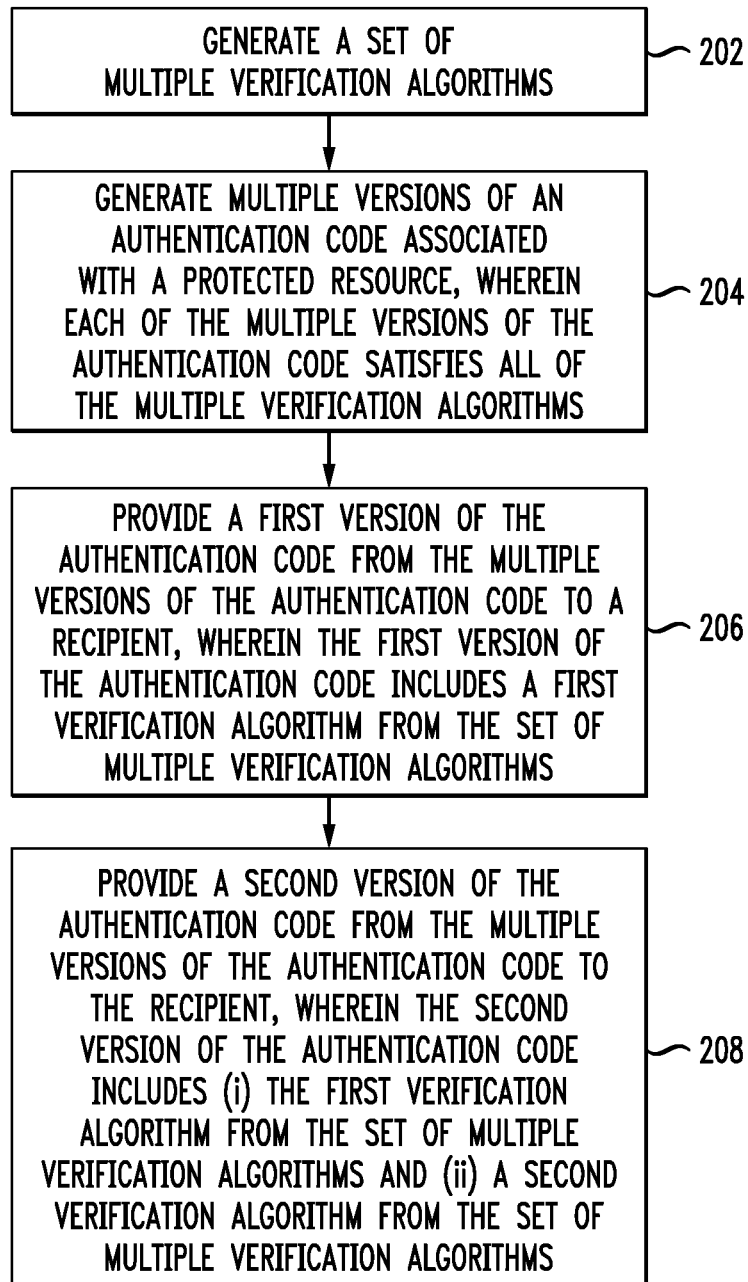 GENERATE A SET OF
MULTIPLE VERIFICATION ALGORITHMS
202
GENERATE MULTIPLE VERSIONS OF AN
AUTHENTICATION CODE ASSOCIATED
WITH A PROTECTED RESOURCE, WHEREIN
EACH OF THE MULTIPLE VERSIONS OF THE
AUTHENTICATION CODE SATISFIES ALL OF
THE MULTIPLE VERIFICATION ALGORITHMS
204
PROVIDE A FIRST VERSION OF THE
AUTHENTICATION CODE FROM THE MULTIPLE
VERSIONS OF THE AUTHENTICATION CODE TO A
RECIPIENT, WHEREIN THE FIRST VERSION OF
THE AUTHENTICATION CODE INCLUDES A FIRST
VERIFICATION ALGORITHM FROM THE SET OF
MULTIPLE VERIFICATION ALGORITHMS
206
PROVIDE A SECOND VERSION OF THE
AUTHENTICATION CODE FROM THE MULTIPLE
VERSIONS OF THE AUTHENTICATION CODE TO
THE RECIPIENT, WHEREIN THE SECOND
VERSION OF THE AUTHENTICATION CODE
INCLUDES (i) THE FIRST VERIFICATION
ALGORITHM FROM THE SET OF MULTIPLE
VERIFICATION ALGORITHMS AND (ii) A SECOND
VERIFICATION ALGORITHM FROM THE SET OF
MULTIPLE VERIFICATION ALGORITHMS
208